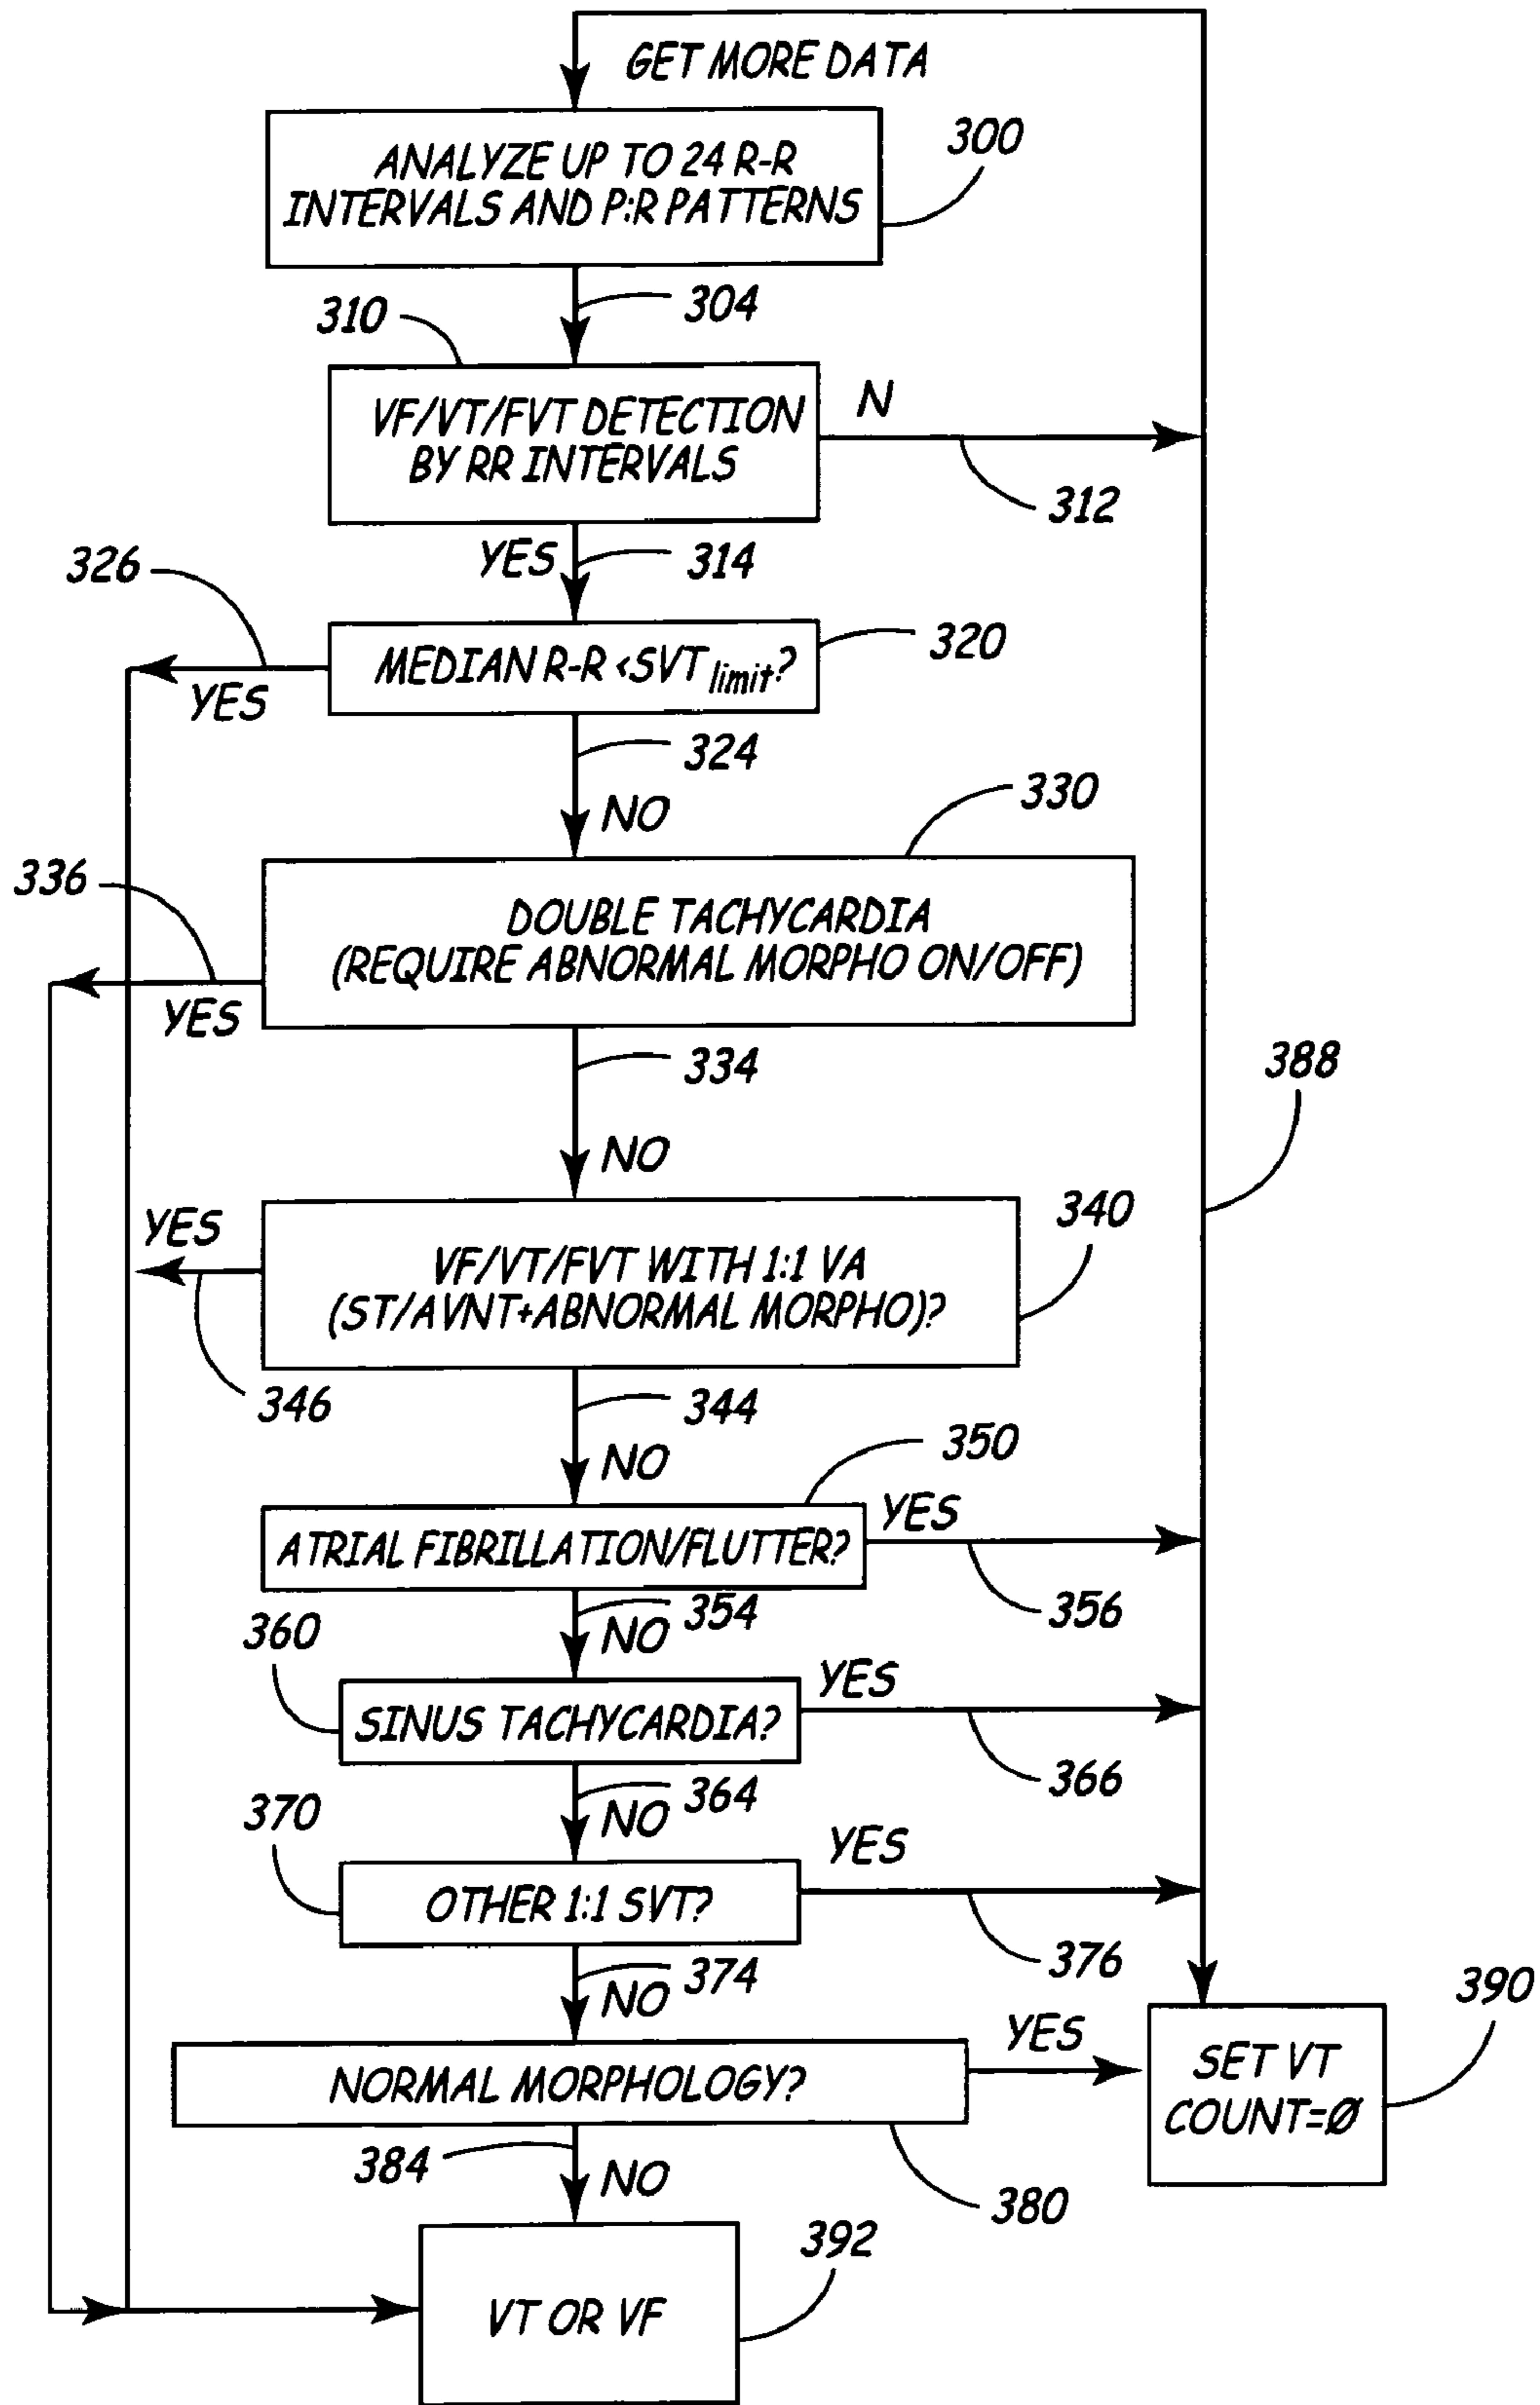 GET MORE DATA
ANALYZE UP TO 24 R-R
INTERVALS AND P:R PATTERNS
300
304
310
VF/VT/FVT DETECTION
BY RR INTERVALS
N
312
YES
314
326
YES
MEDIAN R-R <SVTlimit?
320
324
NO
330
336
YES
DOUBLE TACHYCARDIA
(REQUIRE ABNORMAL MORPHO ON/OFF)
334
388
NO
340
YES
VF/VT/FVT WITH 1:1 VA
(ST/AVNT+ABNORMAL MORPHO)?
346
344
NO
350
ATRIAL FIBRILLATION/FLUTTER?
YES
356
354
NO
360
SINUS TACHYCARDIA?
YES
366
364
NO
370
OTHER 1:1 SVT?
YES
376
374
NO
390
NORMAL MORPHOLOGY?
YES
SET VT
COUNT=Ø
384
NO
380
392
VT OR VF